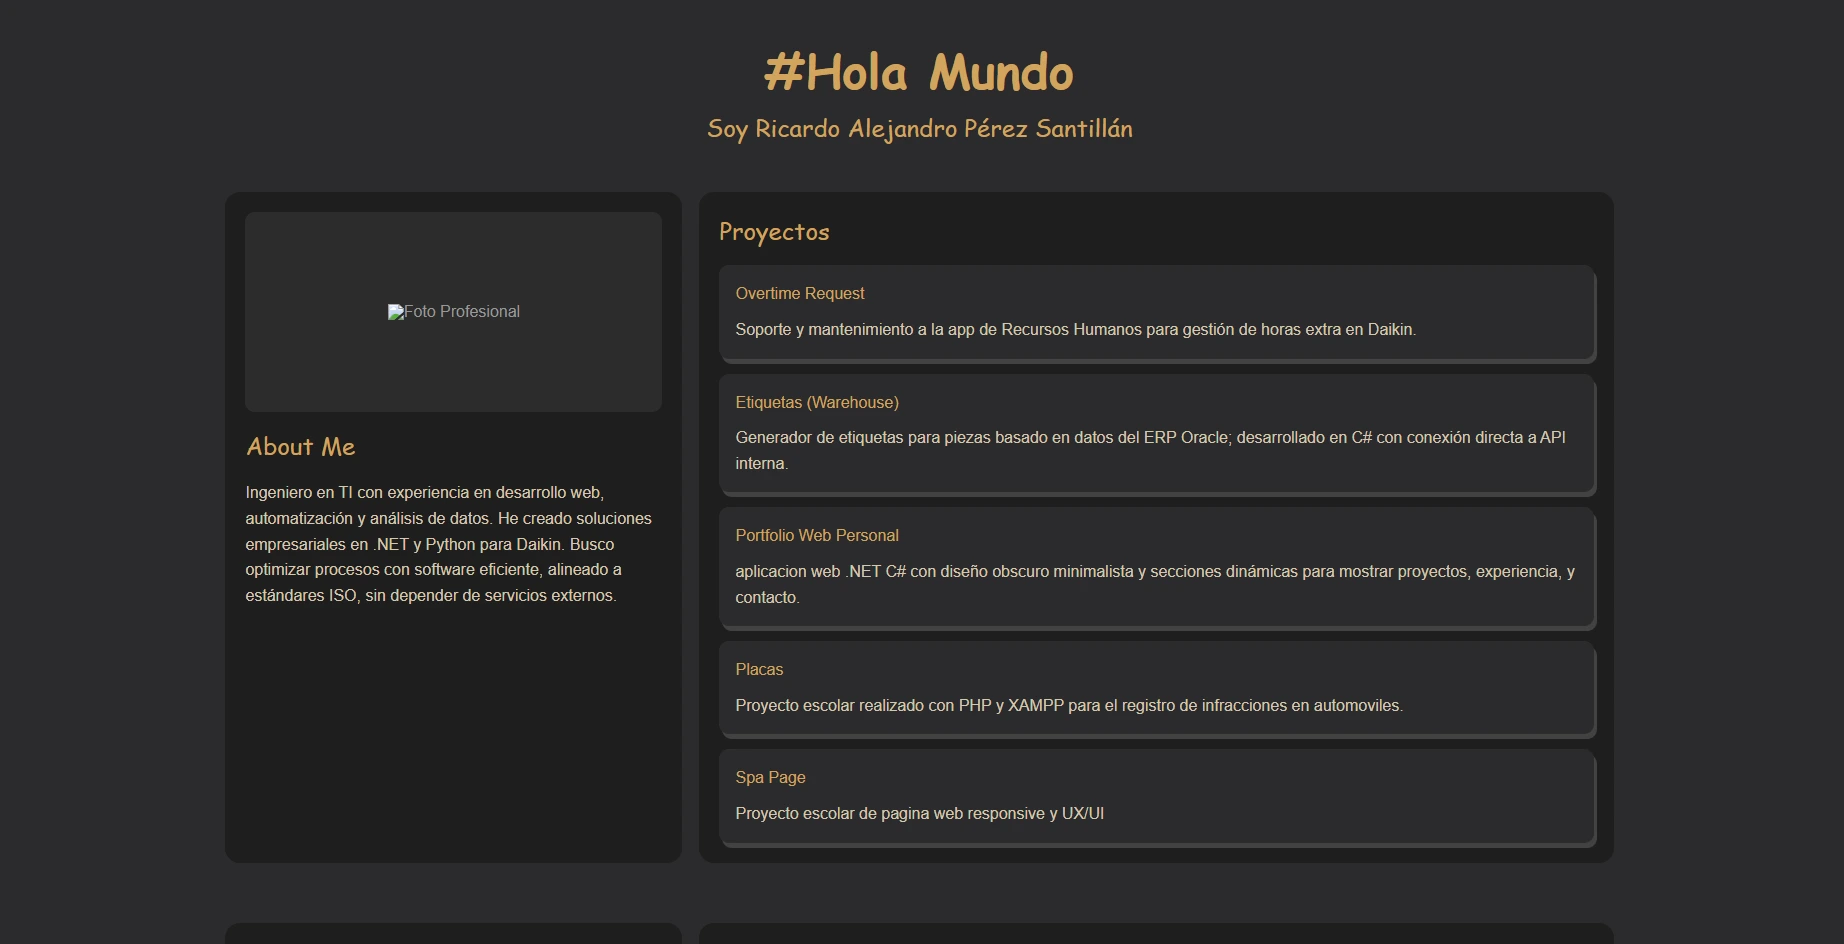 #Hola Mundo
Soy Ricardo Alejandro Pérez Santillán
Foto Profesional
About Me
Ingeniero en TI con experiencia en desarrollo web,
automatización y análisis de datos. He creado soluciones
empresariales en .NET y Python para Daikin. Busco
optimizar procesos con software eficiente, alineado a
estándares ISO, sin depender de servicios externos.
Proyectos
Overtime Request
Soporte y mantenimiento a la app de Recursos Humanos para gestión de horas extra en Daikin.
Etiquetas (Warehouse)
Generador de etiquetas para piezas basado en datos del ERP Oracle; desarrollado en C# con conexión directa a API
interna.
Portfolio Web Personal
aplicacion web .NET C# con diseño obscuro minimalista y secciones dinámicas para mostrar proyectos, experiencia, y
contacto.
Placas
Proyecto escolar realizado con PHP y XAMPP para el registro de infracciones en automoviles.
Spa Page
Proyecto escolar de pagina web responsive y UX/UI